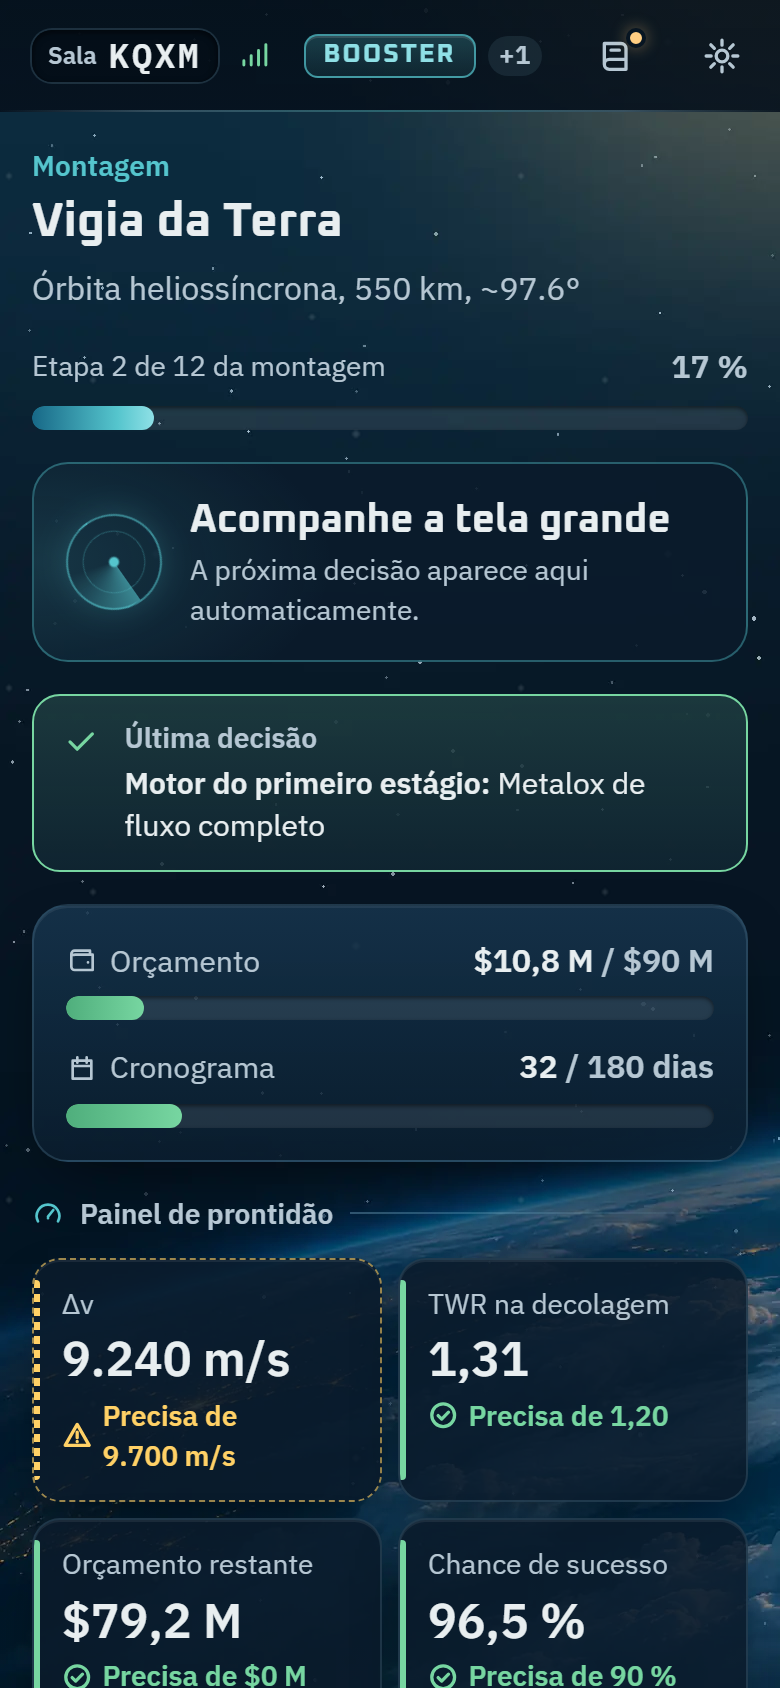 Sala KQXM BOOSTER +1
Montagem
Vigia da Terra
Órbita heliossíncrona, 550 km, ~97.6°
Etapa 2 de 12 da montagem 17 %
Acompanhe a tela grande
A próxima decisão aparece aqui
automaticamente.
Última decisão
Motor do primeiro estágio: Metalox de
fluxo completo
Orçamento $10,8 M / $90 M
Cronograma 32 / 180 dias
Painel de prontidão
Δv
9.240 m/s
Precisa de
9.700 m/s
TWR na decolagem
1,31
Precisa de 1,20
Orçamento restante
$79,2 M
Precisa de $0 M
Chance de sucesso
96,5 %
Precisa de 90 %